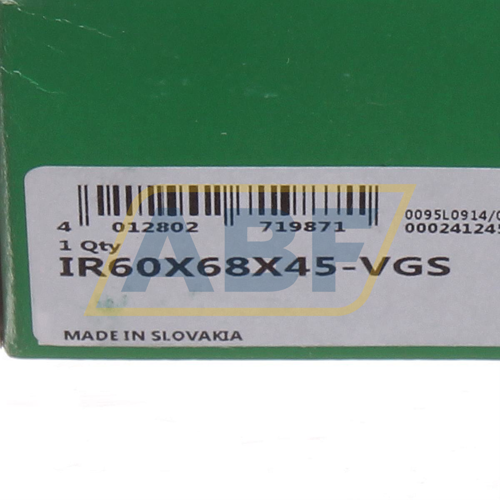 4 012802 719871
0095L0914/0
000241245
1 Qty
IR60X68X45-VGS
MADE IN SLOVAKIA
ABF